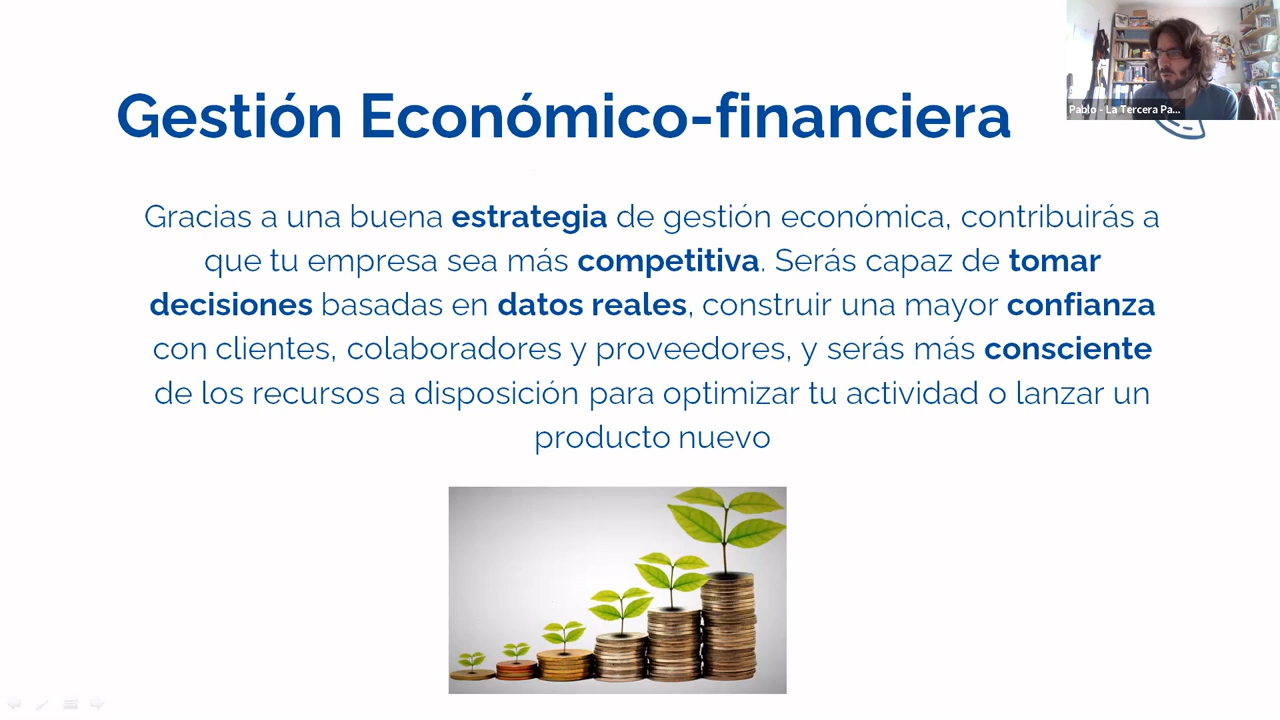 Gestión Económico-financiera
Pablo - La Tercera Pa...
Gracias a una buena estrategia de gestión económica, contribuirás a
que tu empresa sea más competitiva. Serás capaz de tomar
decisiones basadas en datos reales, construir una mayor confianza
con clientes, colaboradores y proveedores, y serás más consciente
de los recursos a disposición para optimizar tu actividad o lanzar un
producto nuevo